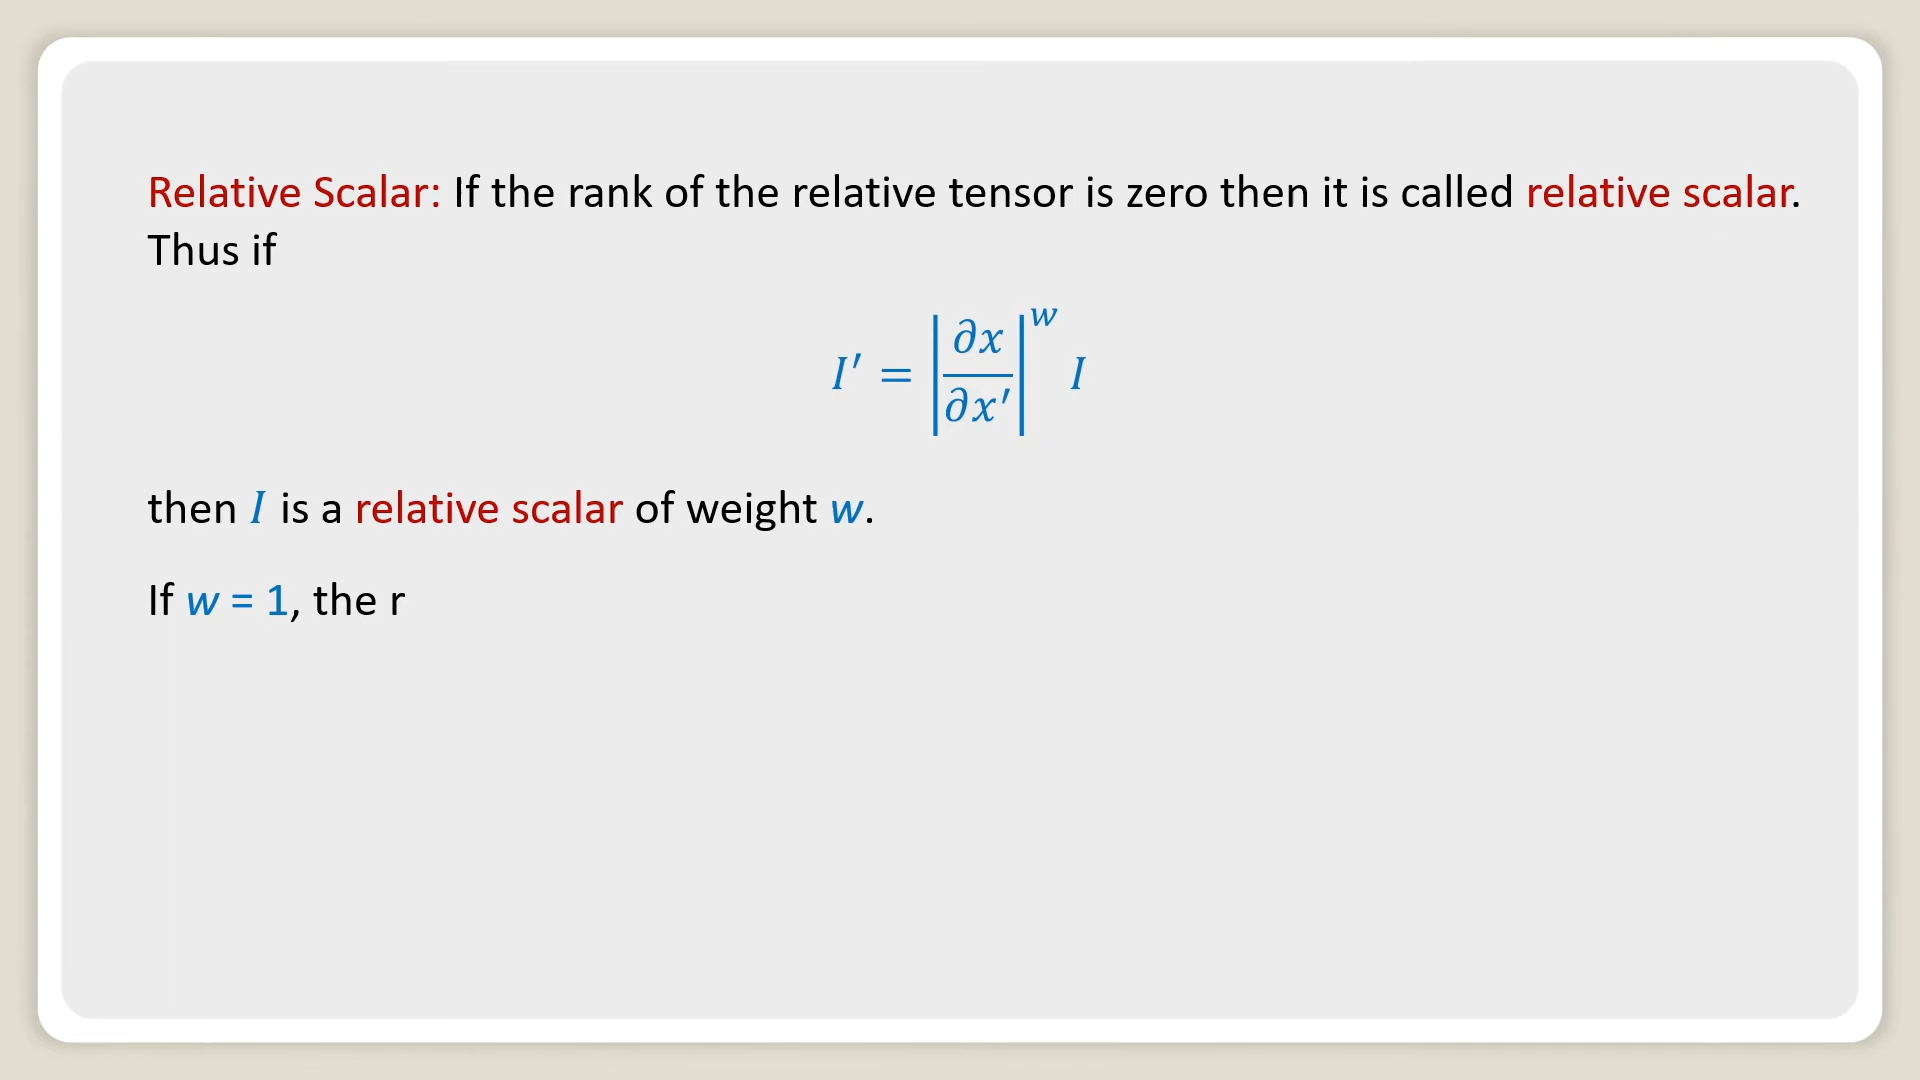 Relative Scalar: If the rank of the relative tensor is zero then it is called relative scalar.
Thus if
I′ = |∂x/∂x′|^w I
then I is a relative scalar of weight w.
If w = 1, the r